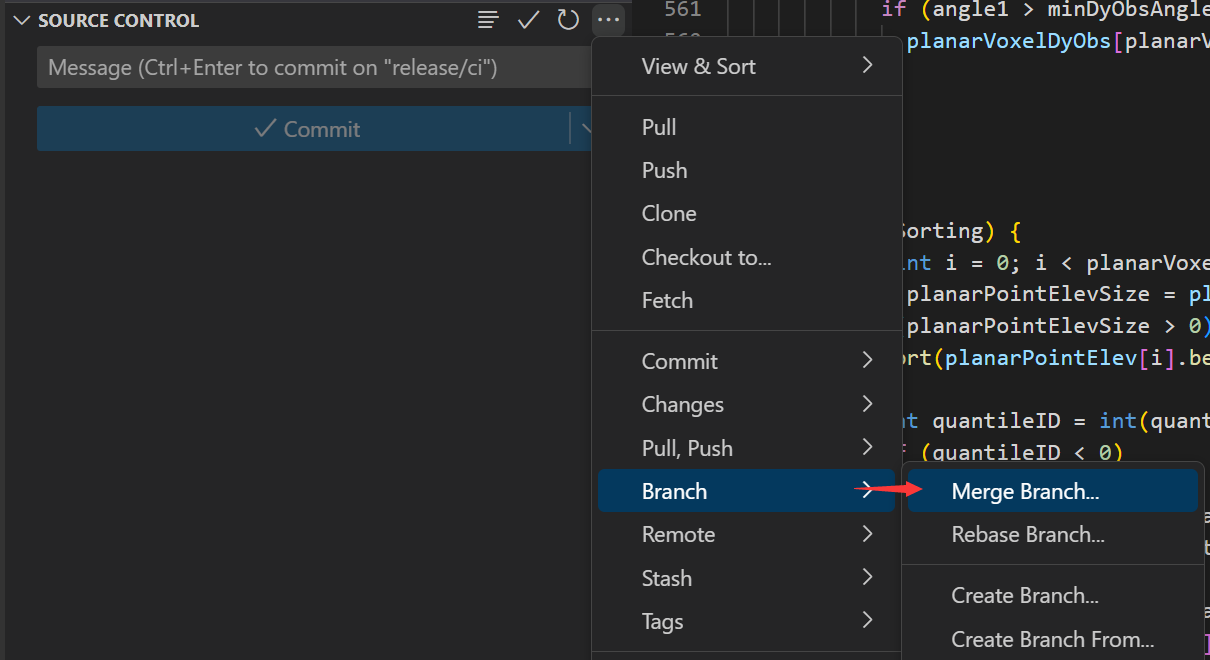 SOURCE CONTROL
Message (Ctrl+Enter to commit on "release/ci")
Commit
View & Sort
Pull
Push
Clone
Checkout to...
Fetch
Commit
Changes
Pull, Push
Branch
Remote
Stash
Tags
Merge Branch...
Rebase Branch...
Create Branch...
Create Branch From...
561
if (angle1 > minDyObsAngle
planarVoxelDyObs[planarV
Sorting) {
int i = 0; i < planarVoxe
planarPointElevSize = pl
planarPointElevSize > 0)
ort(planarPointElev[i].be
nt quantileID = int(quant
(quantileID < 0)